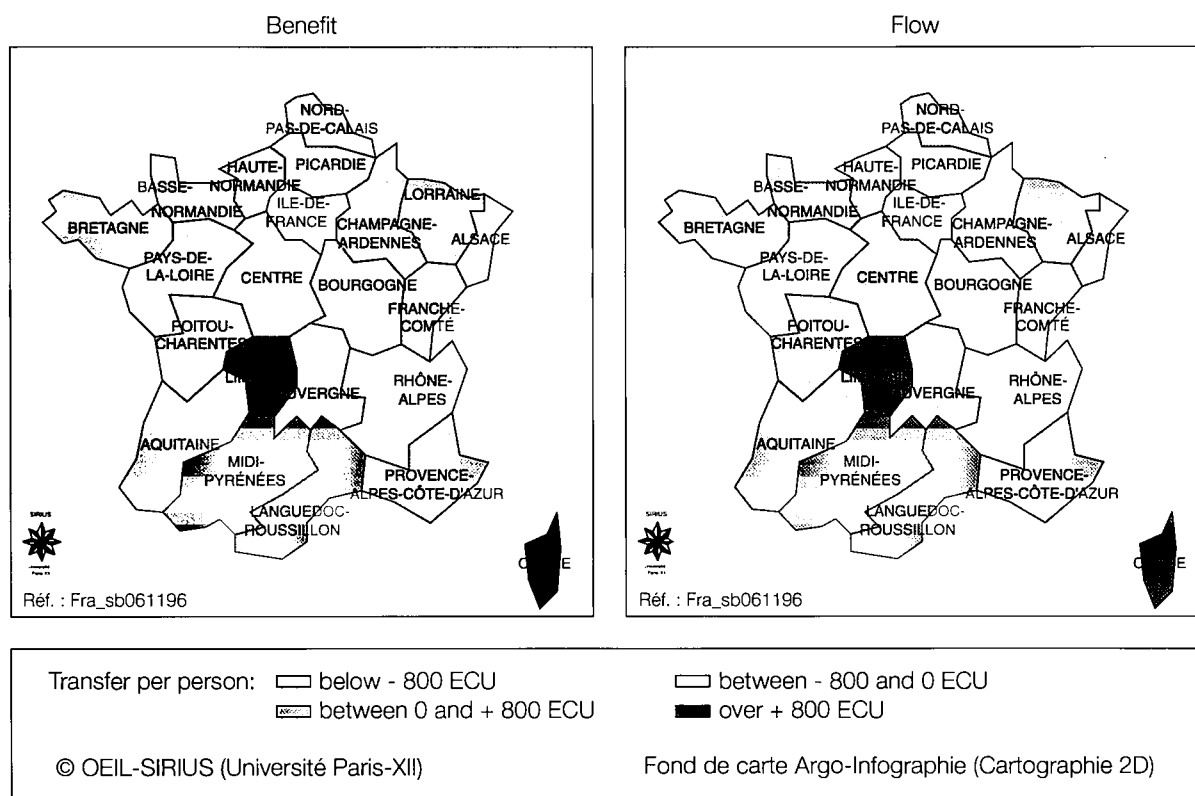 Benefit
Flow
NORD-
PAS-DE-CALAIS
HAUTE-
NORMANDIE
PICARDIE
BASSE-
NORMANDIE
ILE-DE-
FRANCE
LORRAINE
BRETAGNE
CHAMPAGNE-
ARDENNES
ALSACE
PAYS-DE-
LA-LOIRE
CENTRE
BOURGOGNE
FRANCHE-
COMTÉ
POITOU-
CHARENTES
RHÔNE-
ALPES
AQUITAINE
MIDI-
PYRÉNÉES
PROVENCE-
ALPES-CÔTE-D'AZUR
LANGUEDOC-
ROUSSILLON
SIRIUS
Réf. : Fra_sb061196
NORD-
PAS-DE-CALAIS
HAUTE-
NORMANDIE
PICARDIE
BASSE-
NORMANDIE
ILE-DE-
FRANCE
BRETAGNE
CHAMPAGNE-
ARDENNES
ALSACE
PAYS-DE-
LA-LOIRE
CENTRE
BOURGOGNE
FRANCHE-
COMTÉ
POITOU-
CHARENTES
RHÔNE-
ALPES
AQUITAINE
MIDI-
PYRÉNÉES
PROVENCE-
ALPES-CÔTE-D'AZUR
LANGUEDOC-
ROUSSILLON
SIRIUS
Réf. : Fra_sb061196
Transfer per person:
below - 800 ECU
between - 800 and 0 ECU
between 0 and + 800 ECU
over + 800 ECU
© OEIL-SIRIUS (Université Paris-XII)
Fond de carte Argo-Infographie (Cartographie 2D)